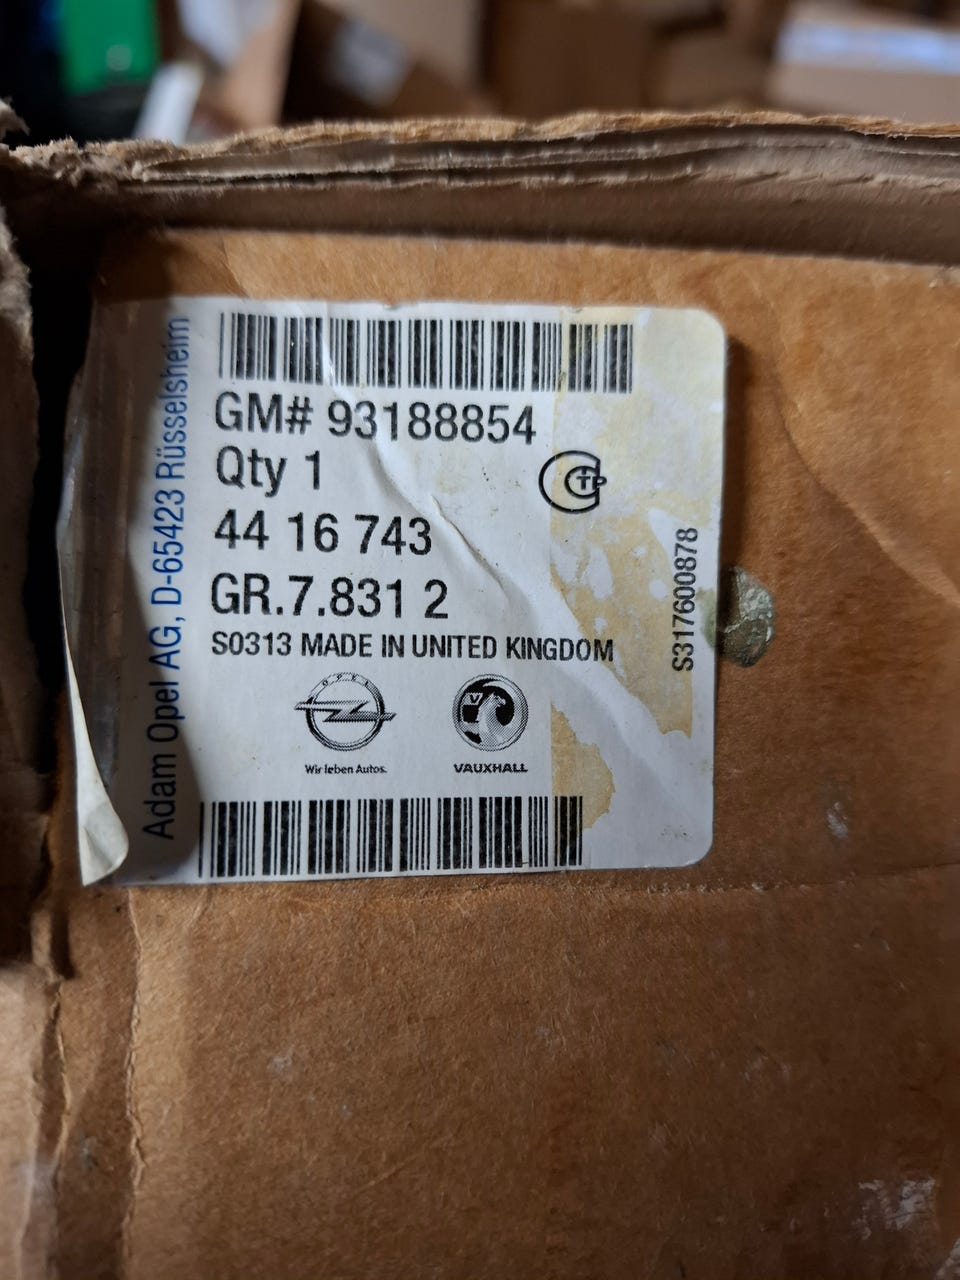 GM# 93188854
Qty 1
44 16 743
GR.7.831 2
S0313 MADE IN UNITED KINGDOM
OPEL
Wir leben Autos.
V
VAUXHALL
Adam Opel AG, D-65423 Rüsselsheim
S317600878